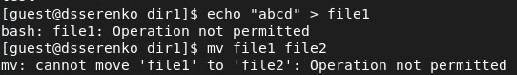 [guest@dsserenko dir1]$ echo "abcd" > file1
bash: file1: Operation not permitted
[guest@dsserenko dir1]$ mv file1 file2
mv: cannot move 'file1' to 'file2': Operation not permitted